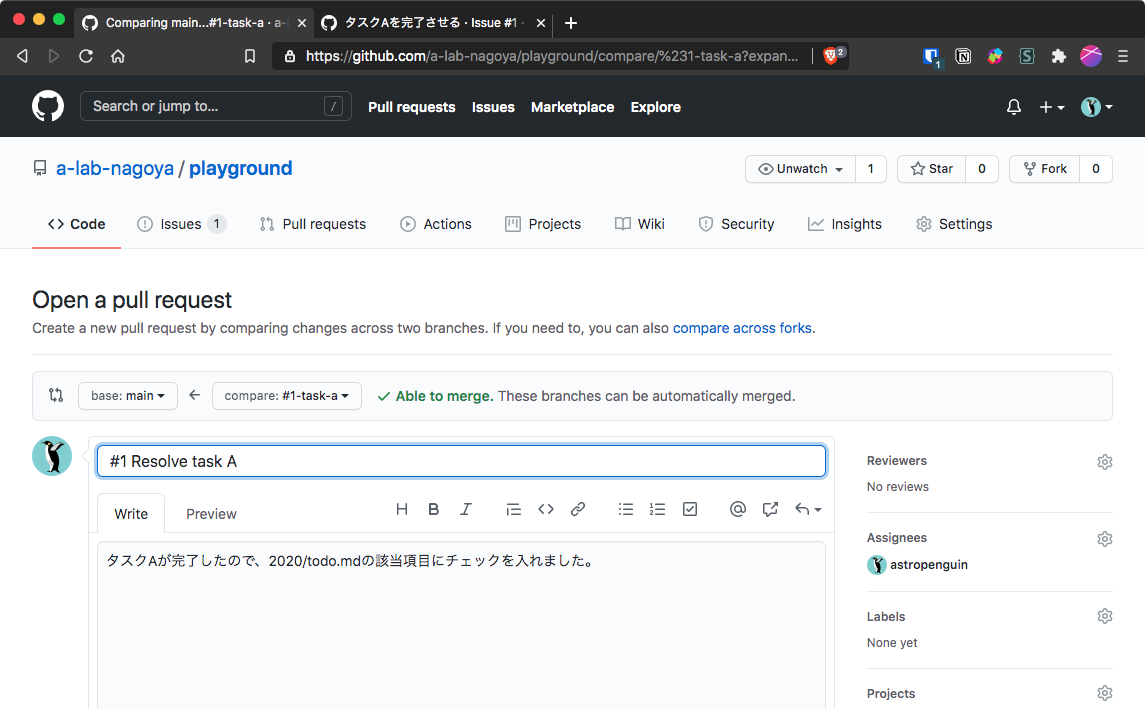 Comparing main...#1-task-a · a-
タスクAを完了させる · Issue #1 ·
https://github.com/a-lab-nagoya/playground/compare/%231-task-a?expan...
2
1
Search or jump to...
/
Pull requests
Issues
Marketplace
Explore
a-lab-nagoya / playground
Unwatch
1
Star
0
Fork
0
Code
Issues 1
Pull requests
Actions
Projects
Wiki
Security
Insights
Settings
Open a pull request
Create a new pull request by comparing changes across two branches. If you need to, you can also compare across forks.
base: main
compare: #1-task-a
Able to merge. These branches can be automatically merged.
#1 Resolve task A
Write
Preview
タスクAが完了したので、2020/todo.mdの該当項目にチェックを入れました。
Reviewers
No reviews
Assignees
astropenguin
Labels
None yet
Projects